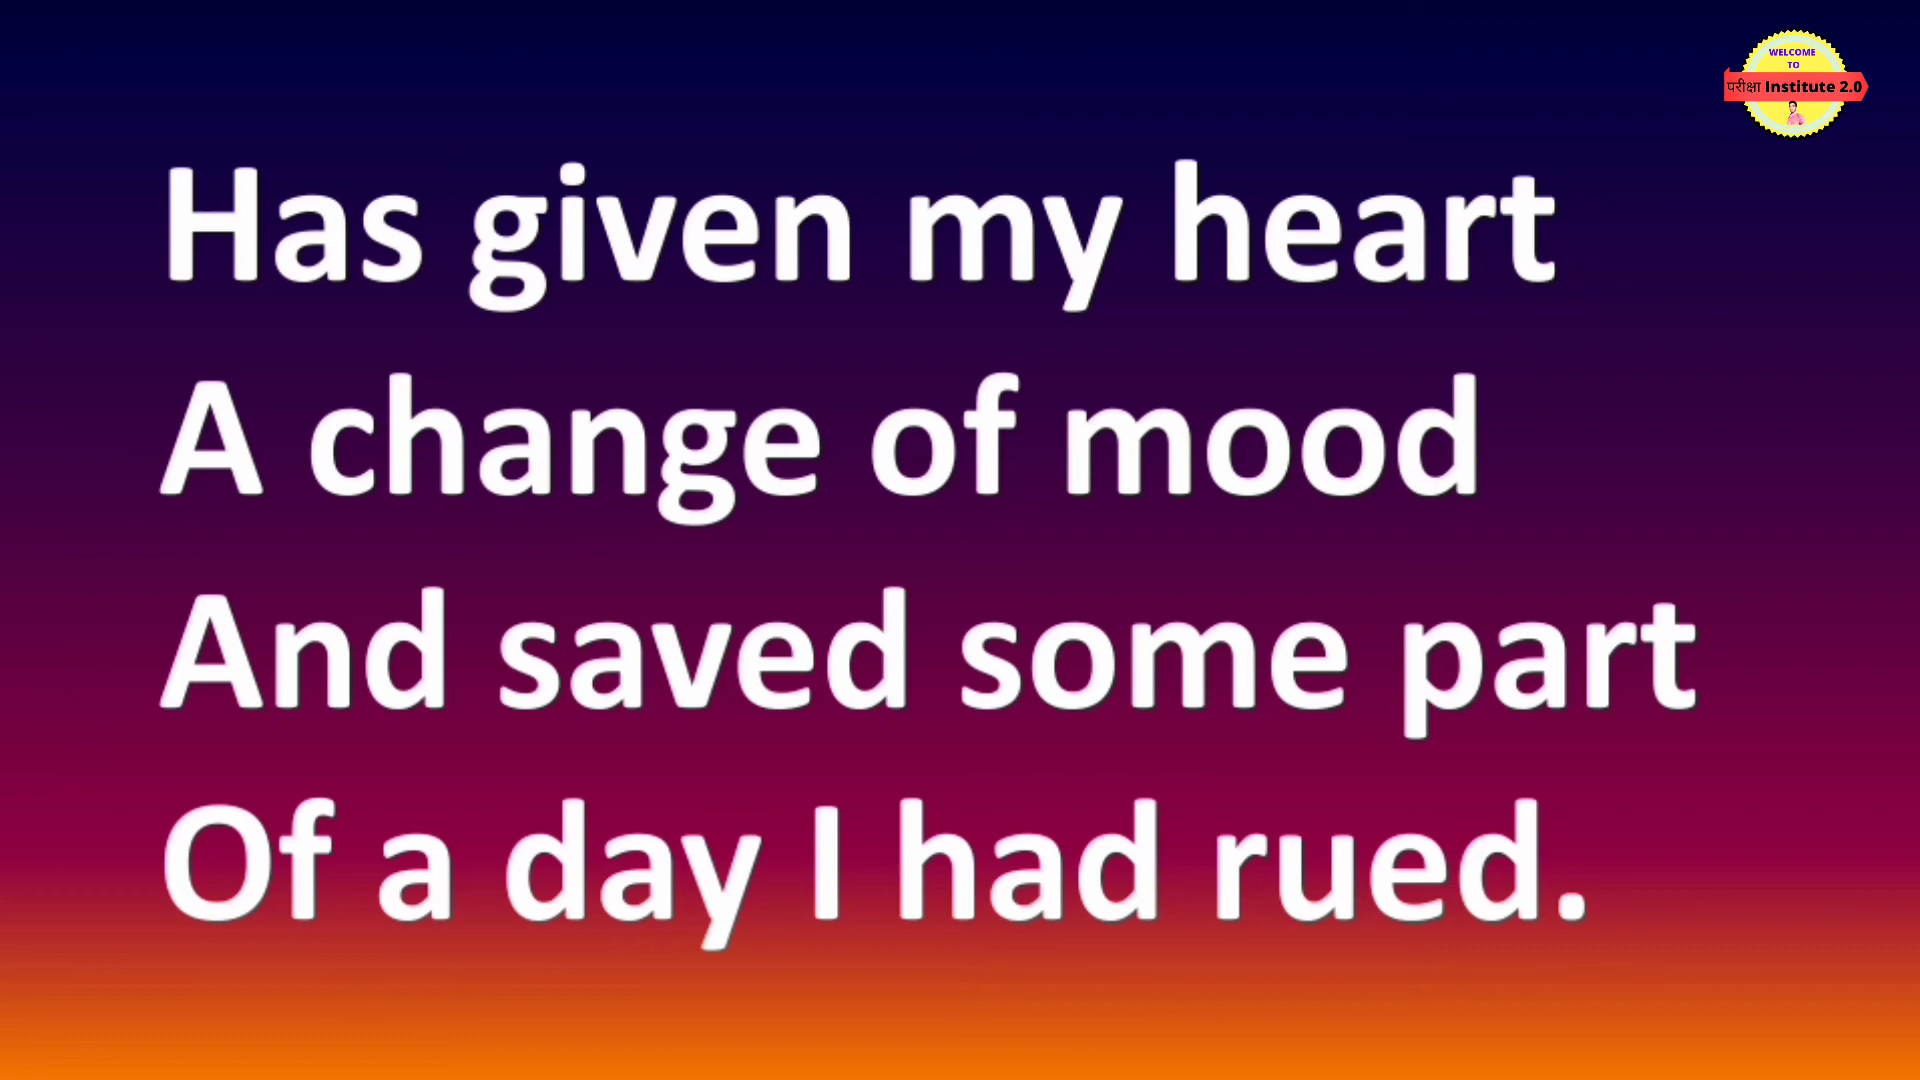 WELCOME
TO
परीक्षा Institute 2.0
Has given my heart
A change of mood
And saved some part
Of a day I had rued.